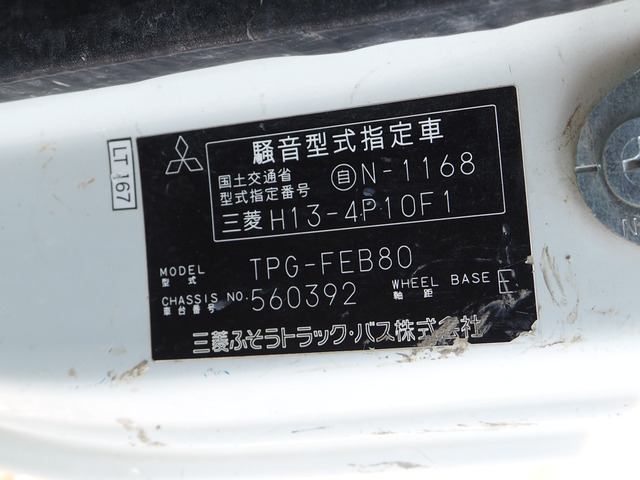 LT 167
騒音型式指定車
国土交通省
型式指定番号
自N-1168
三菱 H13-4P10F1
MODEL
型式
TPG-FEB80
CHASSIS NO.
車台番号
560392
WHEEL BASE
軸距
E
三菱ふそうトラック・バス株式会社